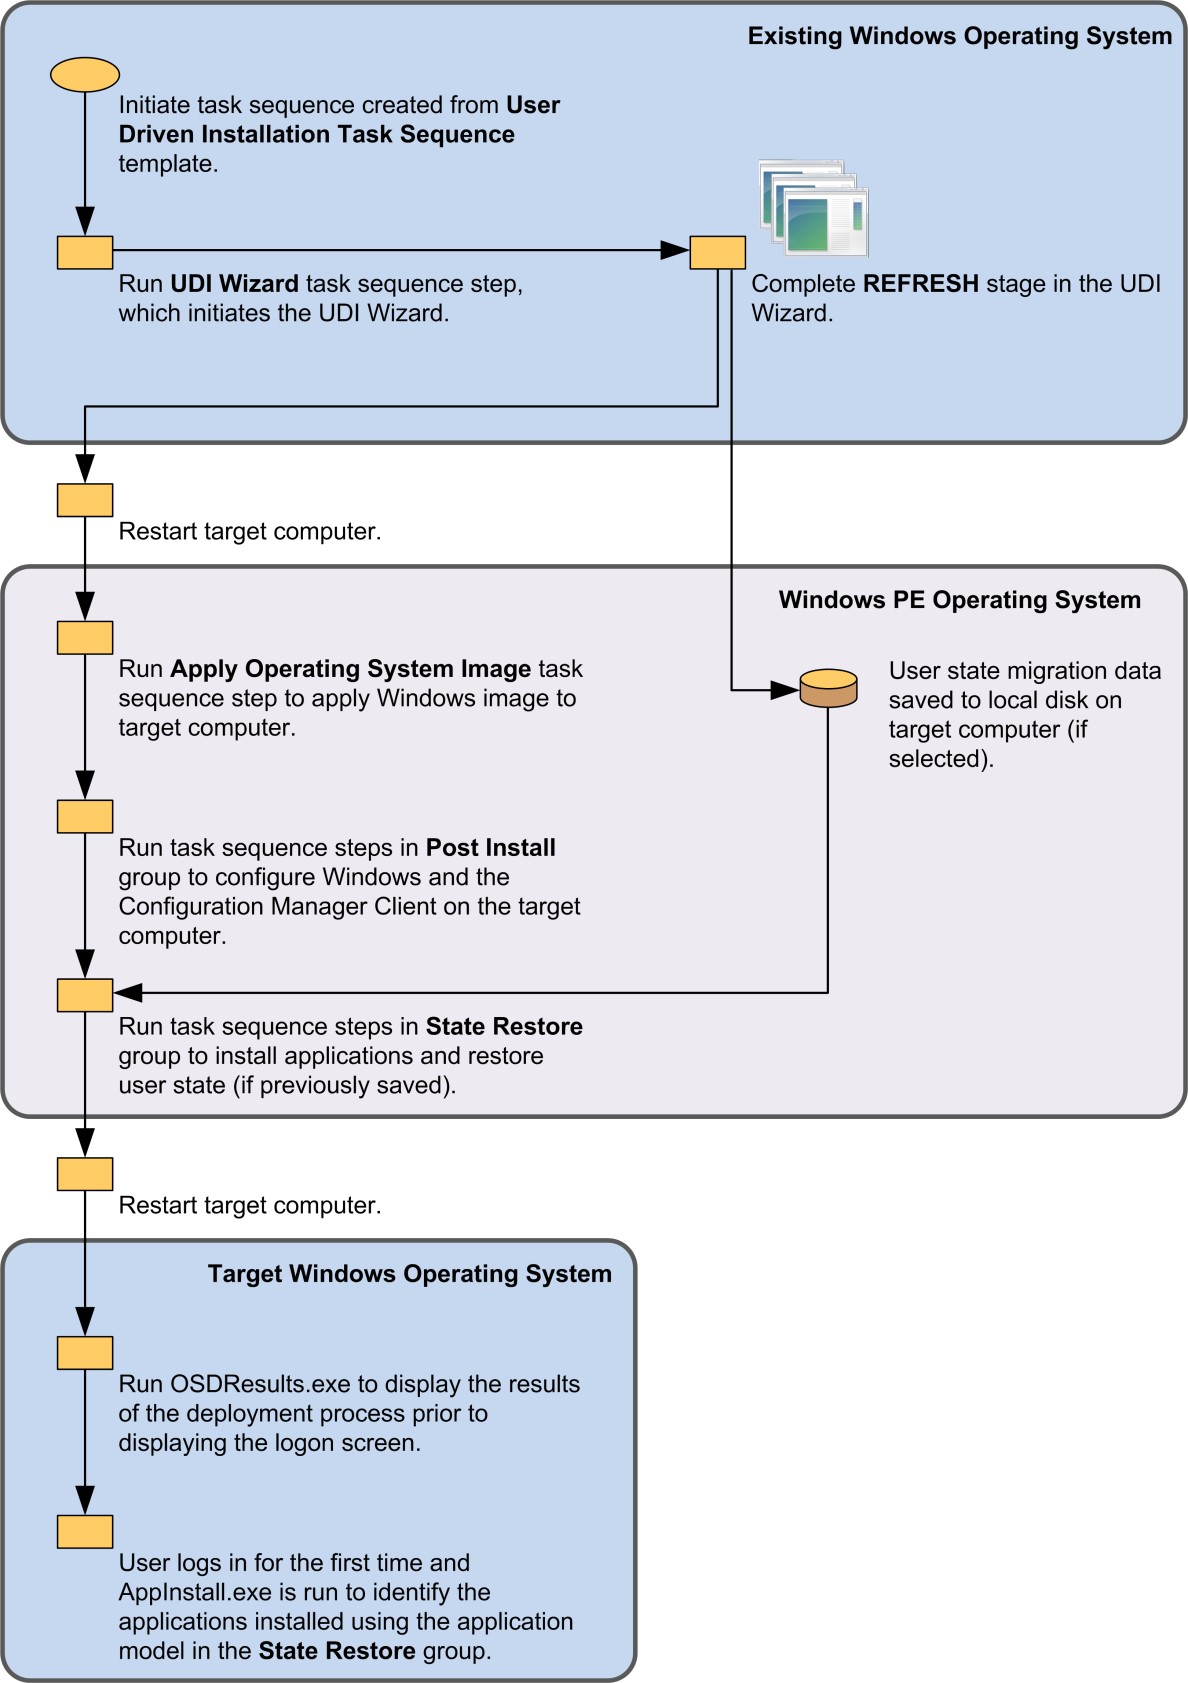 Existing Windows Operating System
Initiate task sequence created from User
Driven Installation Task Sequence
template.
Run UDI Wizard task sequence step,
which initiates the UDI Wizard.
Complete REFRESH stage in the UDI
Wizard.
Restart target computer.
Windows PE Operating System
Run Apply Operating System Image task
sequence step to apply Windows image to
target computer.
User state migration data
saved to local disk on
target computer (if
selected).
Run task sequence steps in Post Install
group to configure Windows and the
Configuration Manager Client on the target
computer.
Run task sequence steps in State Restore
group to install applications and restore
user state (if previously saved).
Restart target computer.
Target Windows Operating System
Run OSDResults.exe to display the results
of the deployment process prior to
displaying the logon screen.
User logs in for the first time and
AppInstall.exe is run to identify the
applications installed using the application
model in the State Restore group.